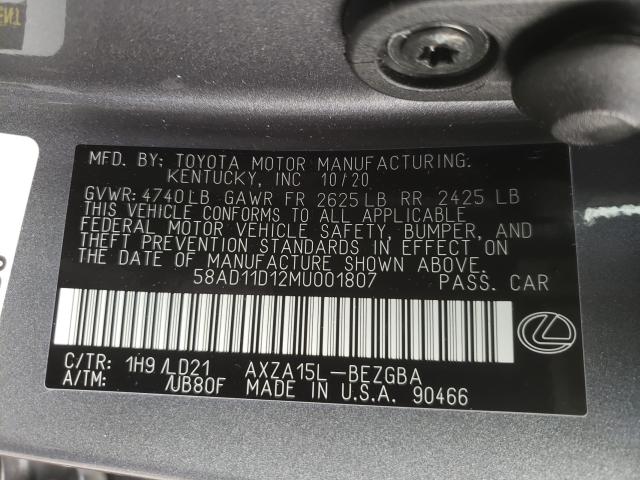 MFD. BY: TOYOTA MOTOR MANUFACTURING.
KENTUCKY, INC 10/20
GVWR: 4740LB GAWR FR 2625LB RR 2425 LB
THIS VEHICLE CONFORMS TO ALL APPLICABLE
FEDERAL MOTOR VEHICLE SAFETY, BUMPER, AND
THEFT PREVENTION STANDARDS IN EFFECT ON
THE DATE OF MANUFACTURE SHOWN ABOVE.
58AD11D12MU001807 PASS. CAR
C/TR: 1H9 /LD21 AXZA15L-BEZGBA
A/TM: /UB80F MADE IN U.S.A. 90466